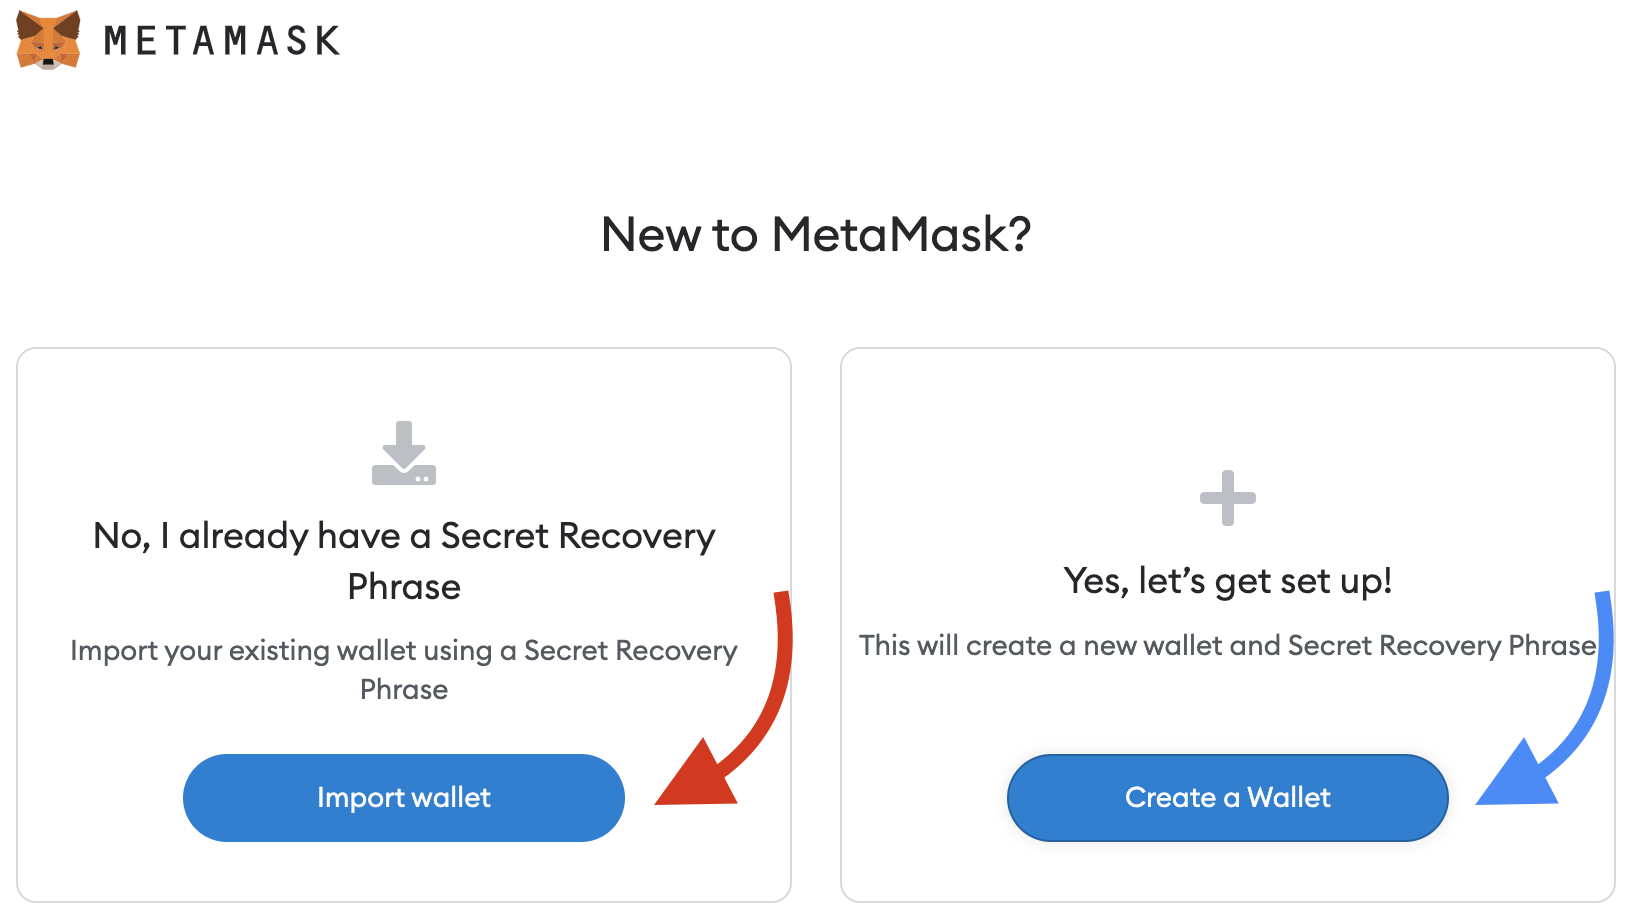 METAMASK
New to MetaMask?
No, I already have a Secret Recovery
Phrase
Import your existing wallet using a Secret Recovery
Phrase
Import wallet
Yes, let’s get set up!
This will create a new wallet and Secret Recovery Phrase
Create a Wallet